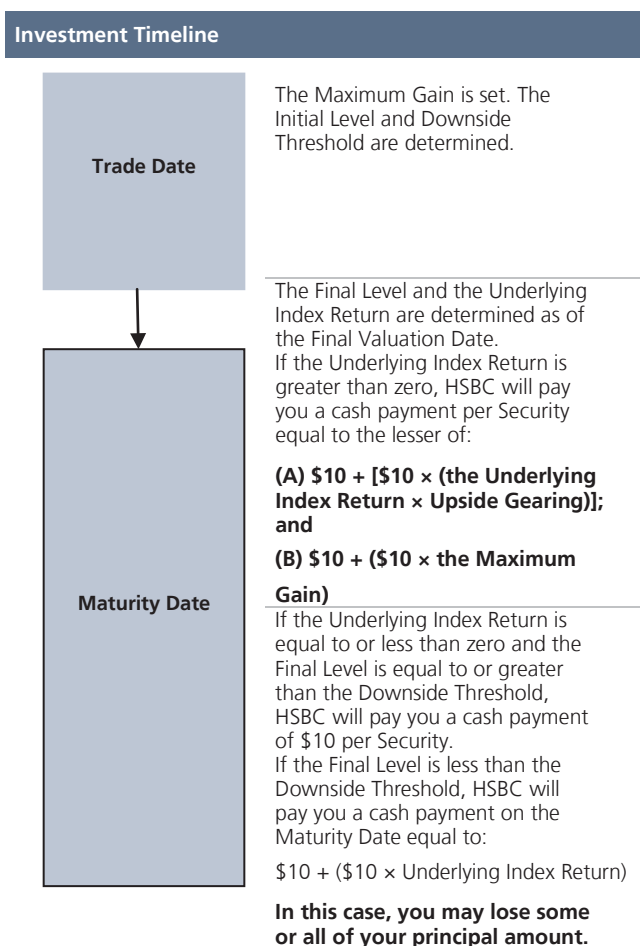 Investment Timeline
Trade Date
The Maximum Gain is set. The
Initial Level and Downside
Threshold are determined.
Maturity Date
The Final Level and the Underlying
Index Return are determined as of
the Final Valuation Date.
If the Underlying Index Return is
greater than zero, HSBC will pay
you a cash payment per Security
equal to the lesser of:
(A) $10 + [$10 × (the Underlying
Index Return × Upside Gearing)];
and
(B) $10 + ($10 × the Maximum
Gain)
If the Underlying Index Return is
equal to or less than zero and the
Final Level is equal to or greater
than the Downside Threshold,
HSBC will pay you a cash payment
of $10 per Security.
If the Final Level is less than the
Downside Threshold, HSBC will
pay you a cash payment on the
Maturity Date equal to:
$10 + ($10 × Underlying Index Return)
In this case, you may lose some
or all of your principal amount.